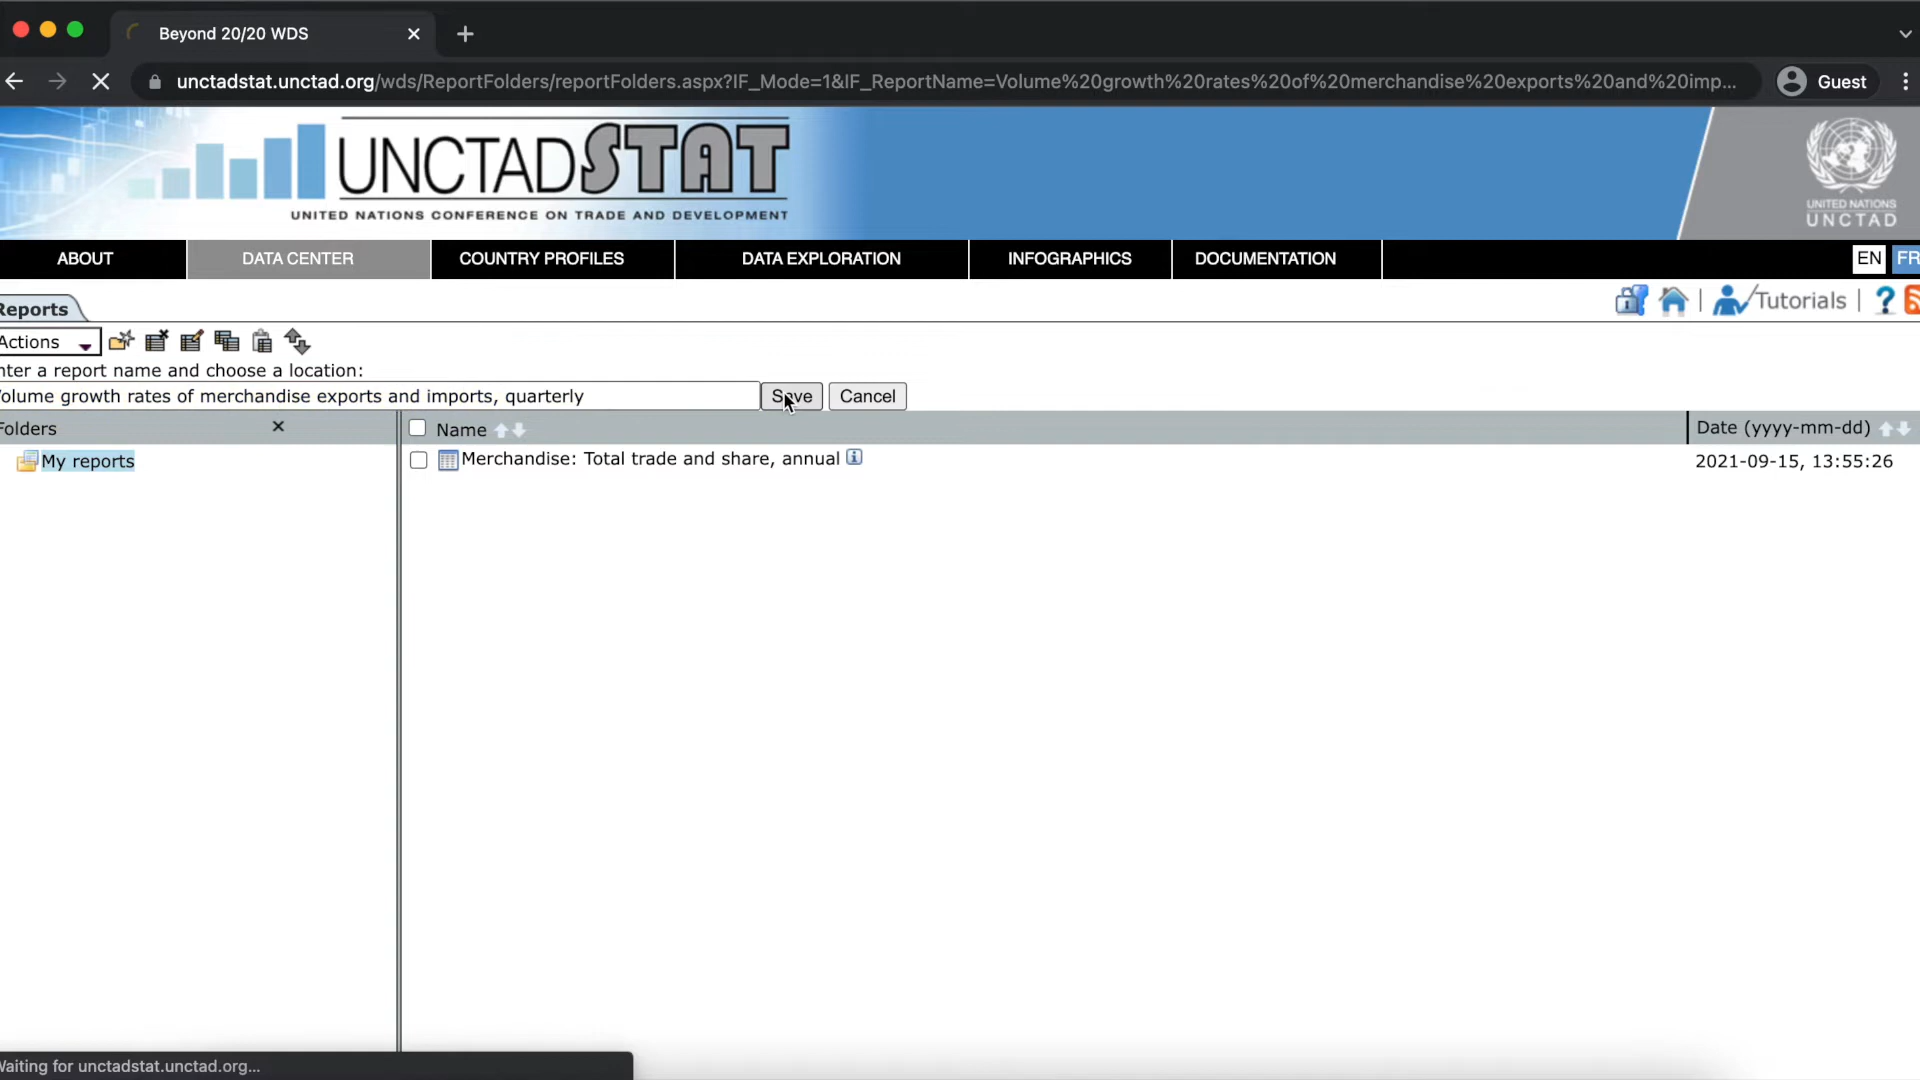 Beyond 20/20 WDS
unctadstat.unctad.org/wds/ReportFolders/reportFolders.aspx?IF_Mode=1&IF_ReportName=Volume%20growth%20rates%20of%20merchandise%20exports%20and%20imp...
Guest
UNCTADSTAT
UNITED NATIONS CONFERENCE ON TRADE AND DEVELOPMENT
UNITED NATIONS
UNCTAD
ABOUT DATA CENTER COUNTRY PROFILES DATA EXPLORATION INFOGRAPHICS DOCUMENTATION EN FR
Reports
Tutorials ?
Actions
nter a report name and choose a location:
olume growth rates of merchandise exports and imports, quarterly Save Cancel
Folders Name Date (yyyy-mm-dd)
My reports Merchandise: Total trade and share, annual 2021-09-15, 13:55:26
Waiting for unctadstat.unctad.org...